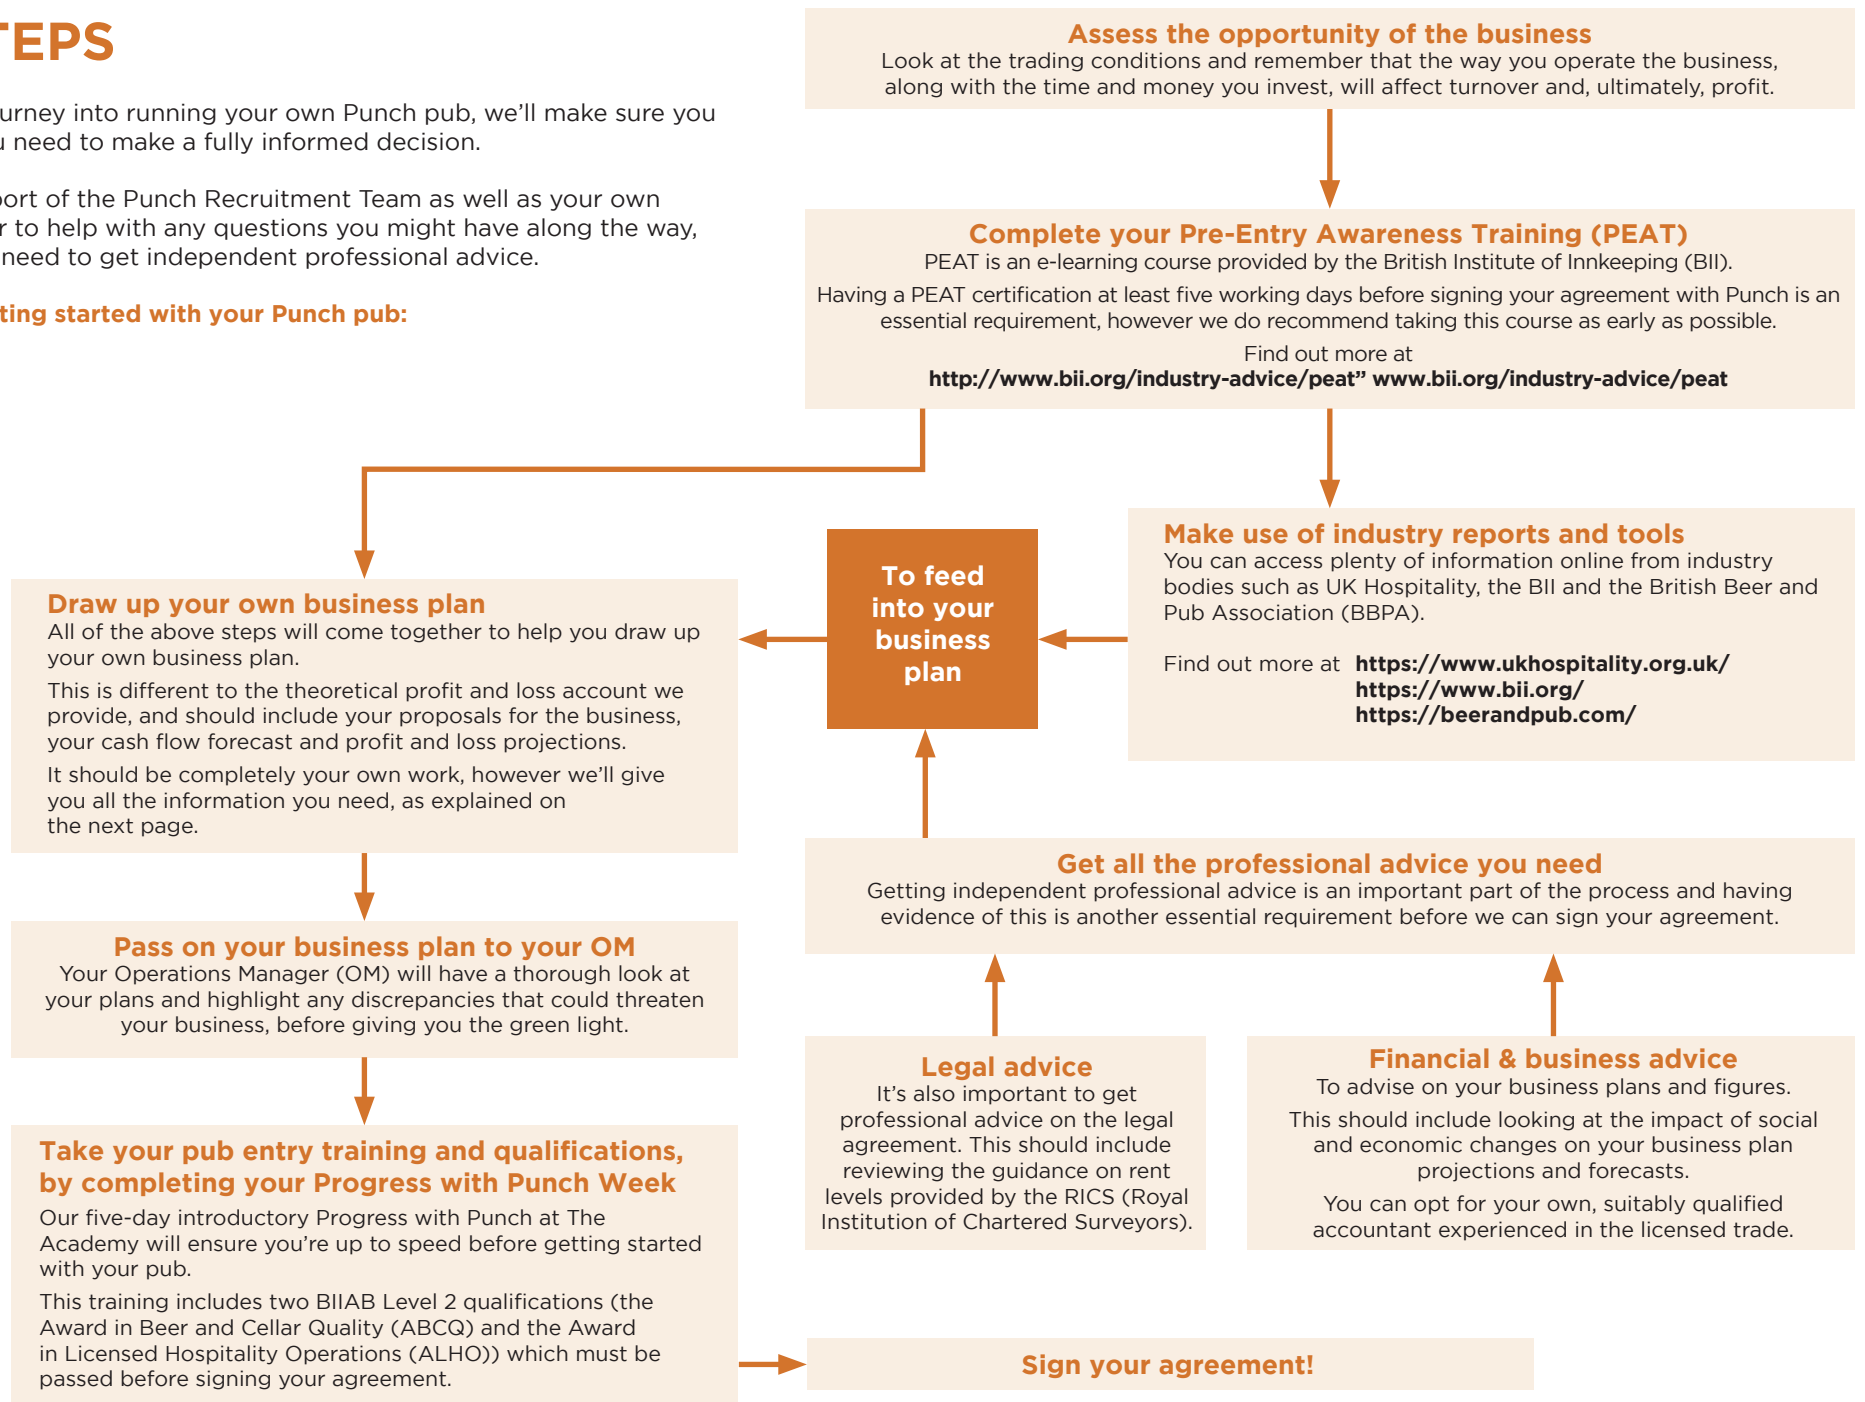 TEPS
urney into running your own Punch pub, we'll make sure you
u need to make a fully informed decision.
port of the Punch Recruitment Team as well as your own
r to help with any questions you might have along the way,
need to get independent professional advice.
ting started with your Punch pub:
Assess the opportunity of the business
Look at the trading conditions and remember that the way you operate the business,
along with the time and money you invest, will affect turnover and, ultimately, profit.
Complete your Pre-Entry Awareness Training (PEAT)
PEAT is an e-learning course provided by the British Institute of Innkeeping (BII).
Having a PEAT certification at least five working days before signing your agreement with Punch is an
essential requirement, however we do recommend taking this course as early as possible.
Find out more at
http://www.bii.org/industry-advice/peat” www.bii.org/industry-advice/peat
Make use of industry reports and tools
You can access plenty of information online from industry
bodies such as UK Hospitality, the BII and the British Beer and
Pub Association (BBPA).
Find out more at https://www.ukhospitality.org.uk/
https://www.bii.org/
https://beerandpub.com/
To feed
into your
business
plan
Draw up your own business plan
All of the above steps will come together to help you draw up
your own business plan.
This is different to the theoretical profit and loss account we
provide, and should include your proposals for the business,
your cash flow forecast and profit and loss projections.
It should be completely your own work, however we'll give
you all the information you need, as explained on
the next page.
Get all the professional advice you need
Getting independent professional advice is an important part of the process and having
evidence of this is another essential requirement before we can sign your agreement.
Legal advice
It's also important to get
professional advice on the legal
agreement. This should include
reviewing the guidance on rent
levels provided by the RICS (Royal
Institution of Chartered Surveyors).
Financial & business advice
To advise on your business plans and figures.
This should include looking at the impact of social
and economic changes on your business plan
projections and forecasts.
You can opt for your own, suitably qualified
accountant experienced in the licensed trade.
Pass on your business plan to your OM
Your Operations Manager (OM) will have a thorough look at
your plans and highlight any discrepancies that could threaten
your business, before giving you the green light.
Take your pub entry training and qualifications,
by completing your Progress with Punch Week
Our five-day introductory Progress with Punch at The
Academy will ensure you're up to speed before getting started
with your pub.
This training includes two BIIAB Level 2 qualifications (the
Award in Beer and Cellar Quality (ABCQ) and the Award
in Licensed Hospitality Operations (ALHO)) which must be
passed before signing your agreement.
Sign your agreement!